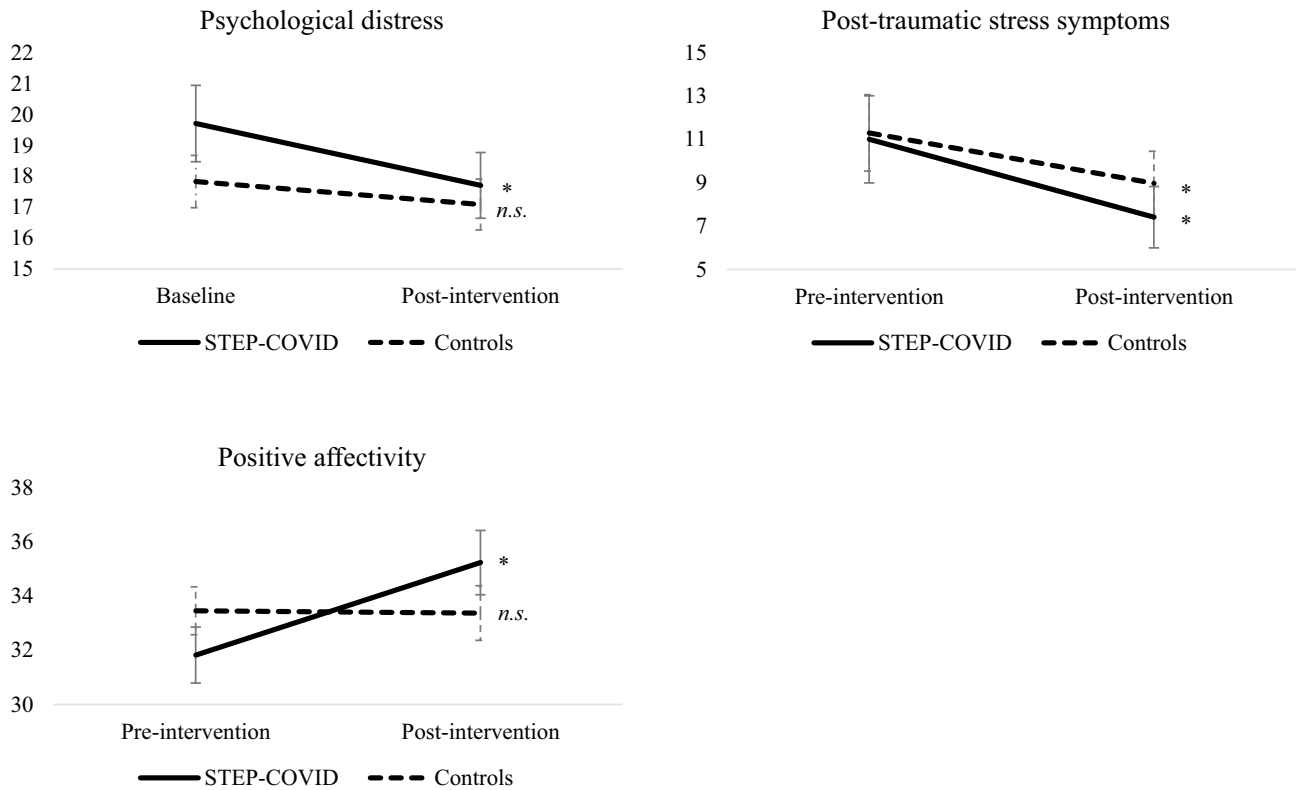 Psychological distress
22
21
20
19
18
17
16
15
*
n.s.
Baseline Post-intervention
STEP-COVID Controls
Post-traumatic stress symptoms
15
13
11
9
7
5
*
*
Pre-intervention Post-intervention
STEP-COVID Controls
Positive affectivity
38
36
34
32
30
*
n.s.
Pre-intervention Post-intervention
STEP-COVID Controls